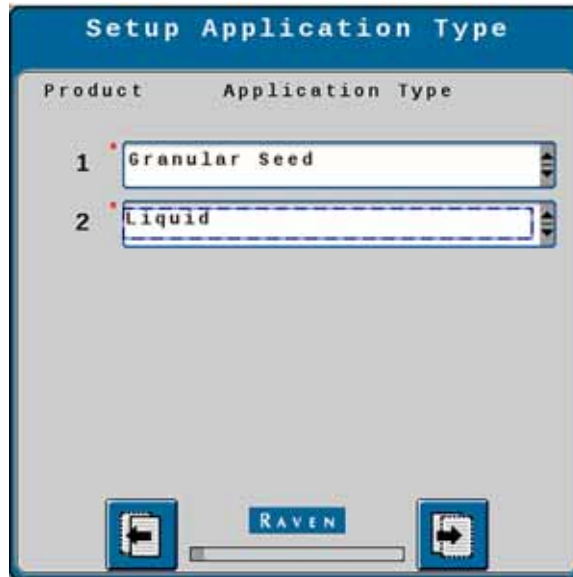 Setup Application Type
Product Application Type
1 * Granular Seed
2 * Liquid
RAVEN